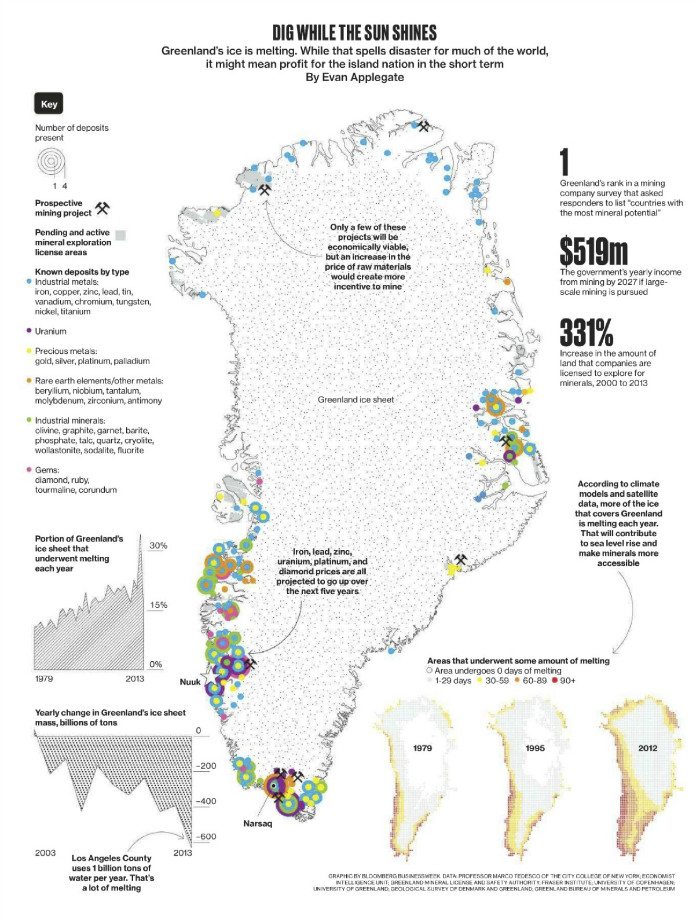 DIG WHILE THE SUN SHINES
Greenland's ice is melting. While that spells disaster for much of the world,
it might mean profit for the island nation in the short term
By Evan Applegate
Key
Number of deposits
present
1 4
Prospective
mining project
Pending and active
mineral exploration
license areas
Known deposits by type
Industrial metals:
iron, copper, zinc, lead, tin,
vanadium, chromium, tungsten,
nickel, titanium
Uranium
Precious metals:
gold, silver, platinum, palladium
Rare earth elements/other metals:
beryllium, niobium, tantalum,
molybdenum, zirconium, antimony
Industrial minerals:
olivine, graphite, garnet, barite,
phosphate, talc, quartz, cryolite,
wollastonite, sodalite, fluorite
Gems:
diamond, ruby,
tourmaline, corundum
Only a few of these
projects will be
economically viable,
but an increase in the
price of raw materials
would create more
incentive to mine
Greenland ice sheet
Iron, lead, zinc,
uranium, platinum, and
diamond prices are all
projected to go up over
the next five years
Nuuk
Narsaq
1
Greenland's rank in a mining
company survey that asked
responders to list "countries with
the most mineral potential"
$519m
The government's yearly income
from mining by 2027 if large-
scale mining is pursued
331%
Increase in the amount of
land that companies are
licensed to explore for
minerals, 2000 to 2013
According to climate
models and satellite
data, more of the ice
that covers Greenland
is melting each year.
That will contribute
to sea level rise and
make minerals more
accessible
Portion of Greenland's
ice sheet that
underwent melting
each year
30%
15%
0%
1979 2013
Yearly change in Greenland's ice sheet
mass, billions of tons
0
–200
–400
–600
2003 2013
Los Angeles County
uses 1 billion tons of
water per year. That's
a lot of melting
Areas that underwent some amount of melting
Area undergoes 0 days of melting
1-29 days 30-59 60-89 90+
1979
1995
2012
GRAPHIC BY BLOOMBERG BUSINESSWEEK. DATA: PROFESSOR MARCO TEDESCO OF THE CITY COLLEGE OF NEW YORK; ECONOMIST
INTELLIGENCE UNIT; GREENLAND MINERAL LICENSE AND SAFETY AUTHORITY; FRASER INSTITUTE; UNIVERSITY OF COPENHAGEN;
UNIVERSITY OF GREENLAND; GEOLOGICAL SURVEY OF DENMARK AND GREENLAND; GREENLAND BUREAU OF MINERALS AND PETROLEUM